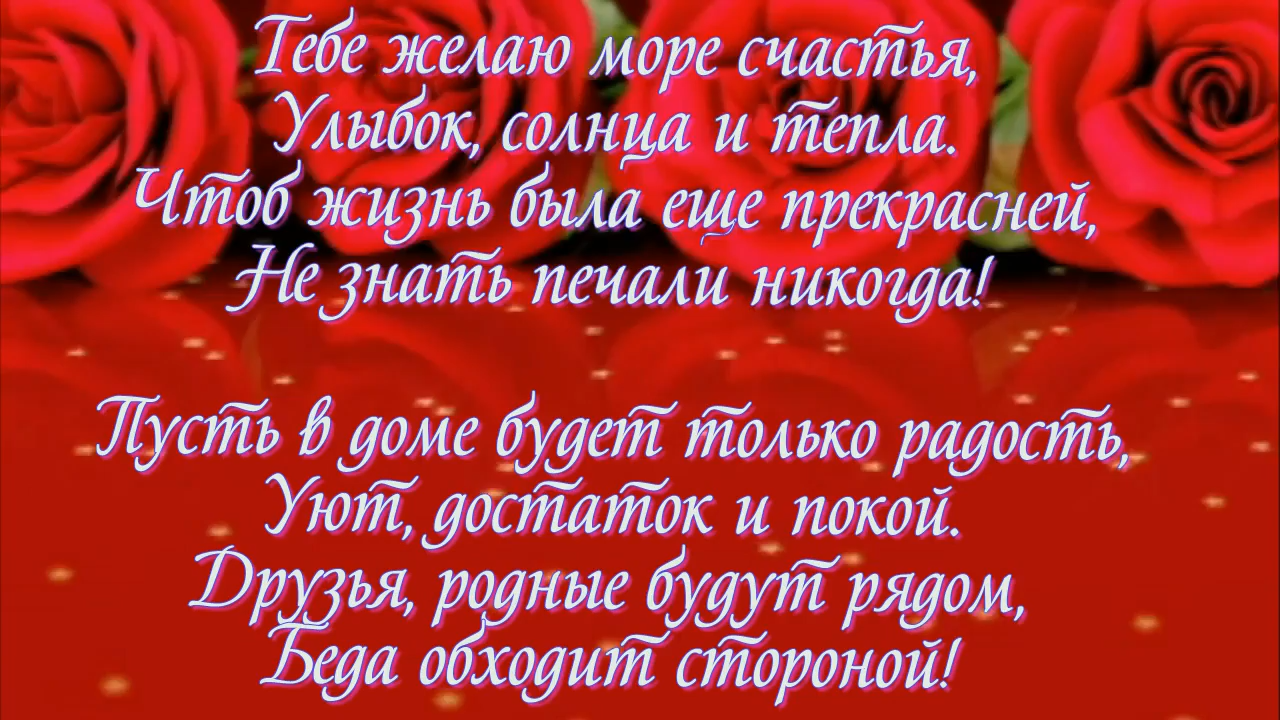 Тебе желаю море счастья,
Улыбок, солнца и тепла.
Чтоб жизнь была еще прекрасней,
Не знать печали никогда!
Пусть в доме будет только радость,
Уют, достаток и покой.
Друзья, родные будут рядом,
Беда обходит стороной!